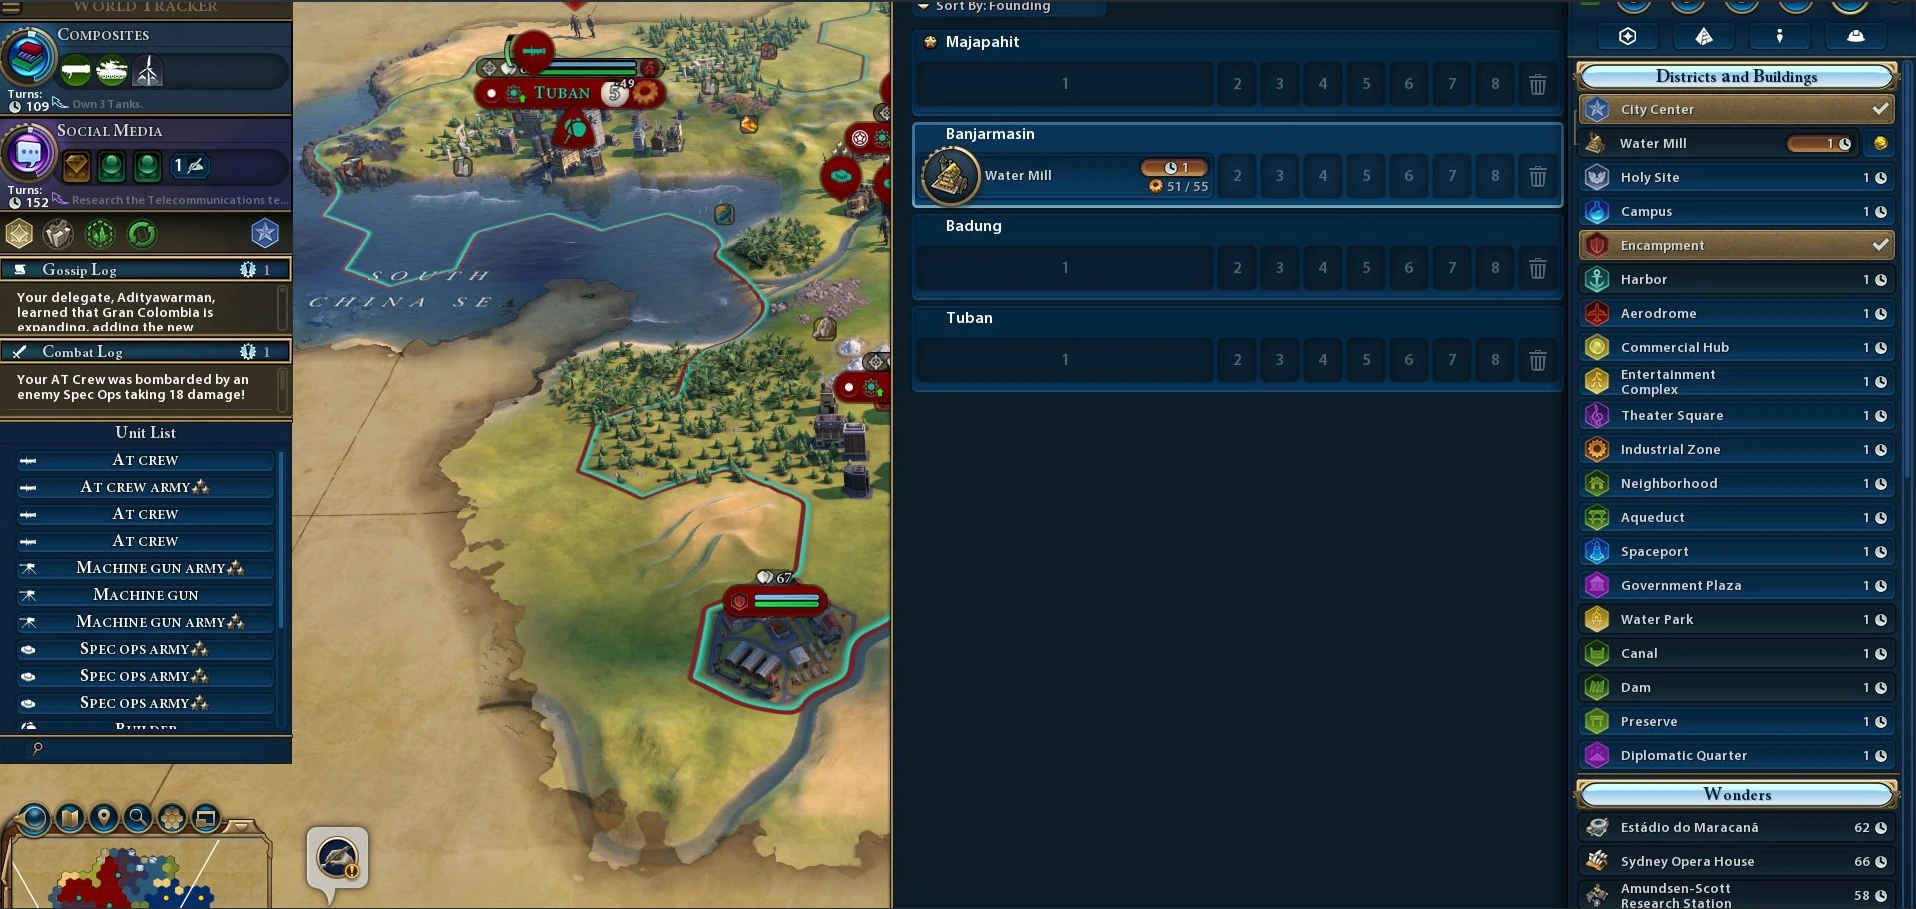 WORLD TRACKER
COMPOSITES
Turns:
109
Own 3 Tanks.
SOCIAL MEDIA
1
Turns:
152
Research the Telecommunications te...
Gossip Log
1
Your delegate, Adityawarman,
learned that Gran Colombia is
expanding, adding the new
Combat Log
1
Your AT Crew was bombarded by an
enemy Spec Ops taking 18 damage!
Unit List
AT CREW
AT CREW ARMY
AT CREW
AT CREW
MACHINE GUN ARMY
MACHINE GUN
MACHINE GUN ARMY
SPEC OPS ARMY
SPEC OPS ARMY
SPEC OPS ARMY
BUILDER
TUBAN
5
49
SOUTH
CHINA SE
67
Sort By: Founding
Majapahit
1 2 3 4 5 6 7 8
Banjarmasin
Water Mill
1
51 / 55
2 3 4 5 6 7 8
Badung
1 2 3 4 5 6 7 8
Tuban
1 2 3 4 5 6 7 8
Districts and Buildings
City Center
Water Mill 1
Holy Site 1
Campus 1
Encampment
Harbor 1
Aerodrome 1
Commercial Hub 1
Entertainment
Complex 1
Theater Square 1
Industrial Zone 1
Neighborhood 1
Aqueduct 1
Spaceport 1
Government Plaza 1
Water Park 1
Canal 1
Dam 1
Preserve 1
Diplomatic Quarter 1
Wonders
Estádio do Maracanã 62
Sydney Opera House 66
Amundsen-Scott
Research Station 58